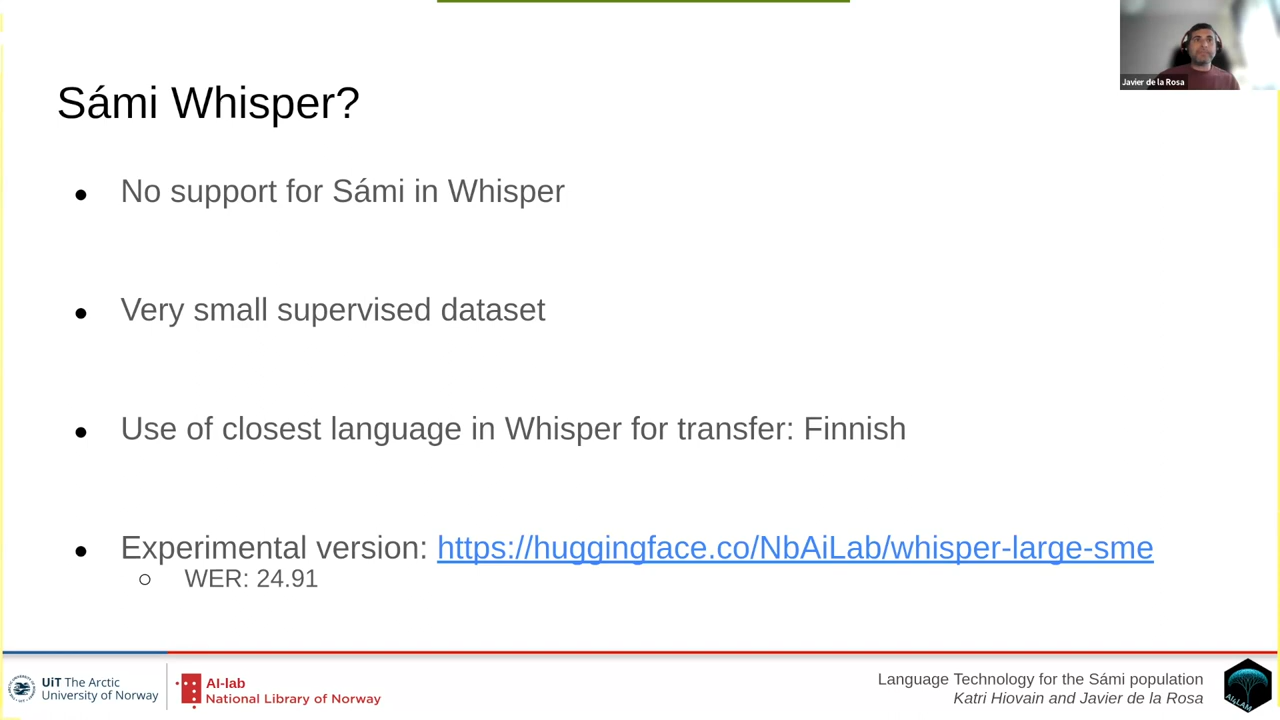 Javier de la Rosa
Sámi Whisper?
● No support for Sámi in Whisper
● Very small supervised dataset
● Use of closest language in Whisper for transfer: Finnish
● Experimental version: https://huggingface.co/NbAiLab/whisper-large-sme
○ WER: 24.91
UiT The Arctic
University of Norway
AI-lab
National Library of Norway
Language Technology for the Sámi population
Katri Hiovain and Javier de la Rosa
AI4LAM